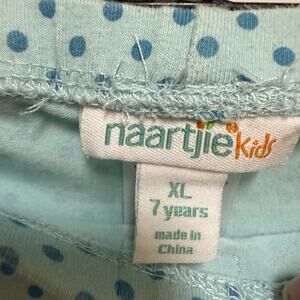 naartjie kids
XL
7 years
made in
China